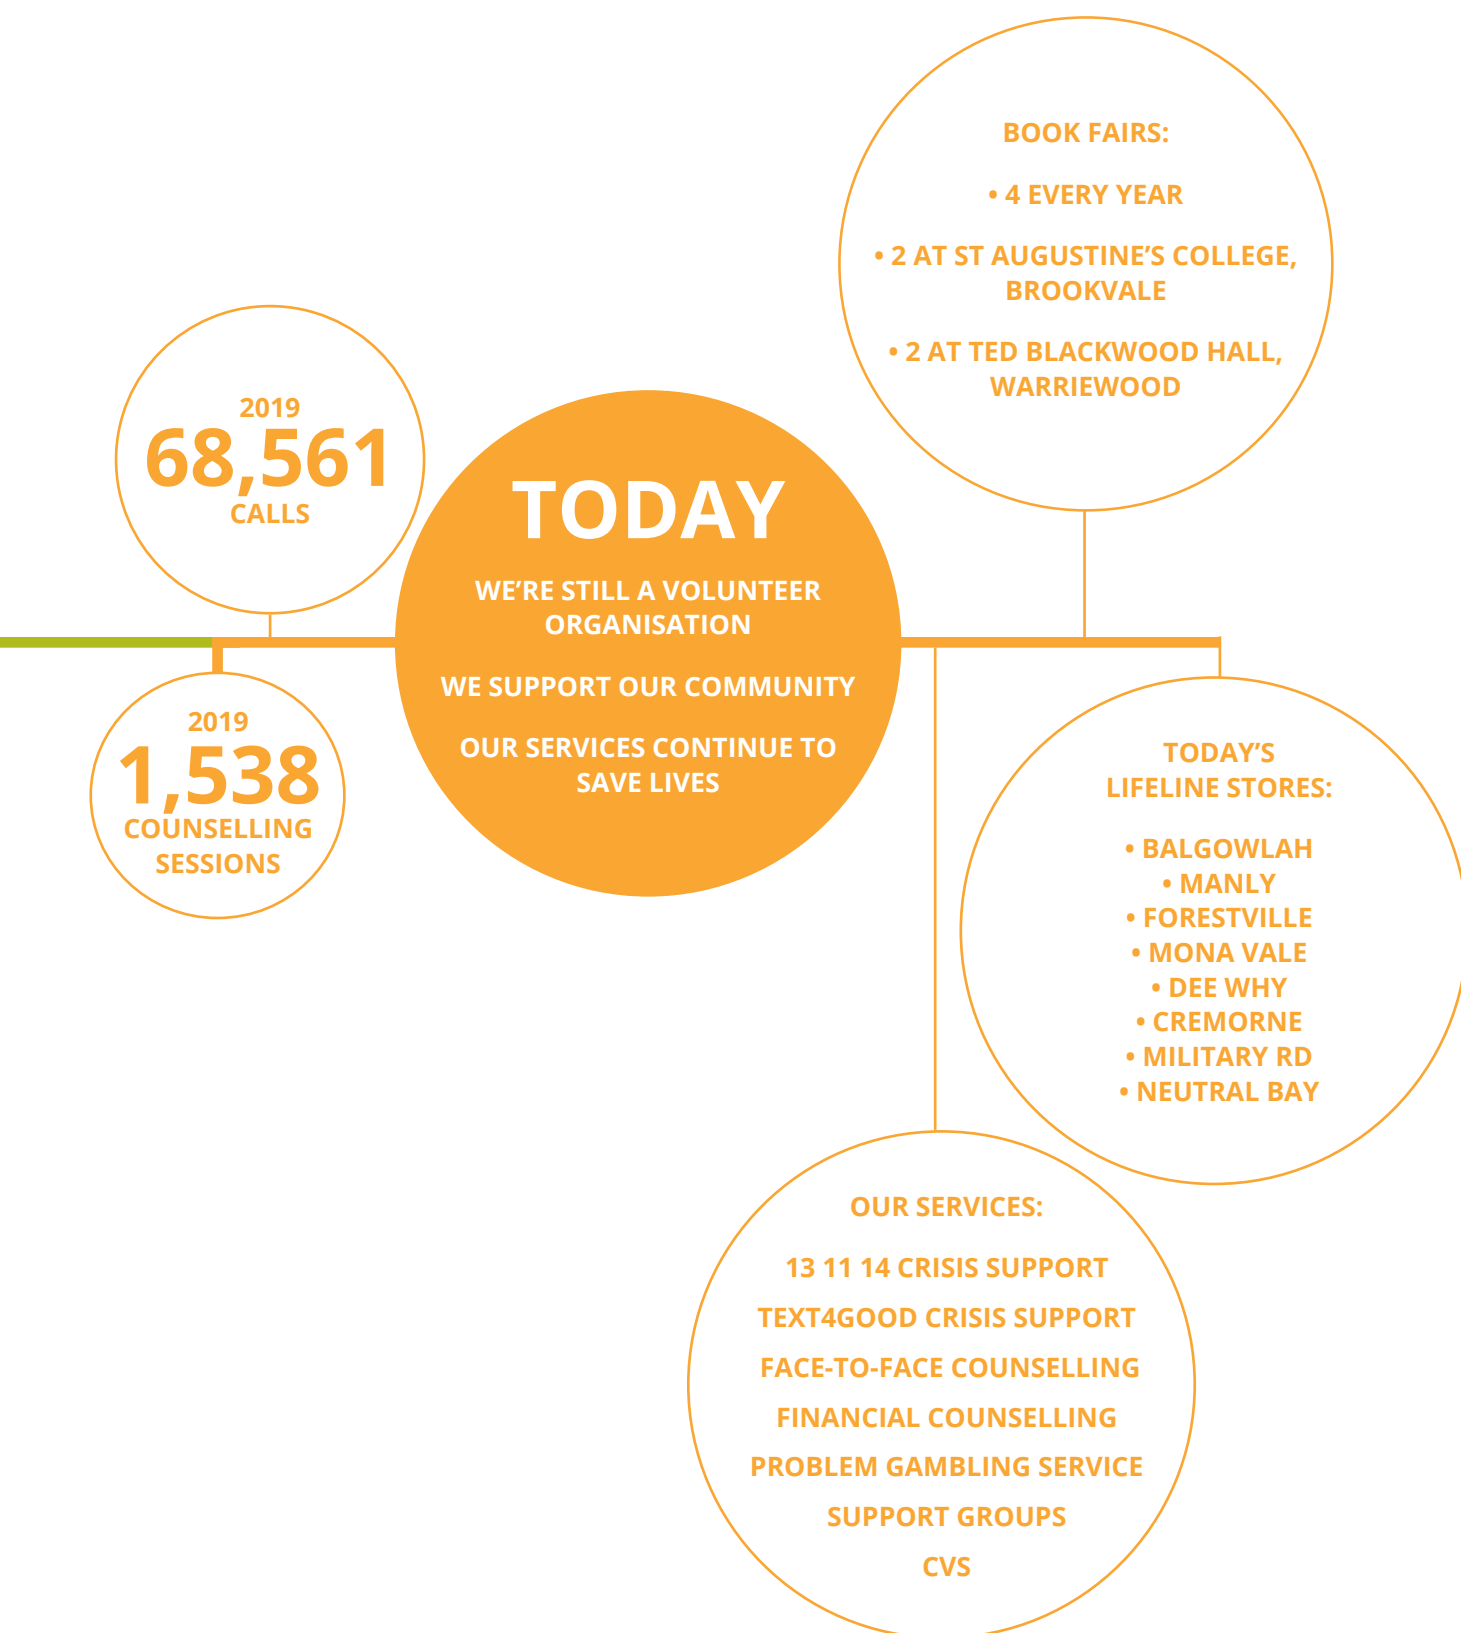 2019
68,561
CALLS
2019
1,538
COUNSELLING
SESSIONS
TODAY
WE’RE STILL A VOLUNTEER
ORGANISATION
WE SUPPORT OUR COMMUNITY
OUR SERVICES CONTINUE TO
SAVE LIVES
BOOK FAIRS:
• 4 EVERY YEAR
• 2 AT ST AUGUSTINE’S COLLEGE,
BROOKVALE
• 2 AT TED BLACKWOOD HALL,
WARRIEWOOD
TODAY’S
LIFELINE STORES:
• BALGOWLAH
• MANLY
• FORESTVILLE
• MONA VALE
• DEE WHY
• CREMORNE
• MILITARY RD
• NEUTRAL BAY
OUR SERVICES:
13 11 14 CRISIS SUPPORT
TEXT4GOOD CRISIS SUPPORT
FACE-TO-FACE COUNSELLING
FINANCIAL COUNSELLING
PROBLEM GAMBLING SERVICE
SUPPORT GROUPS
CVS